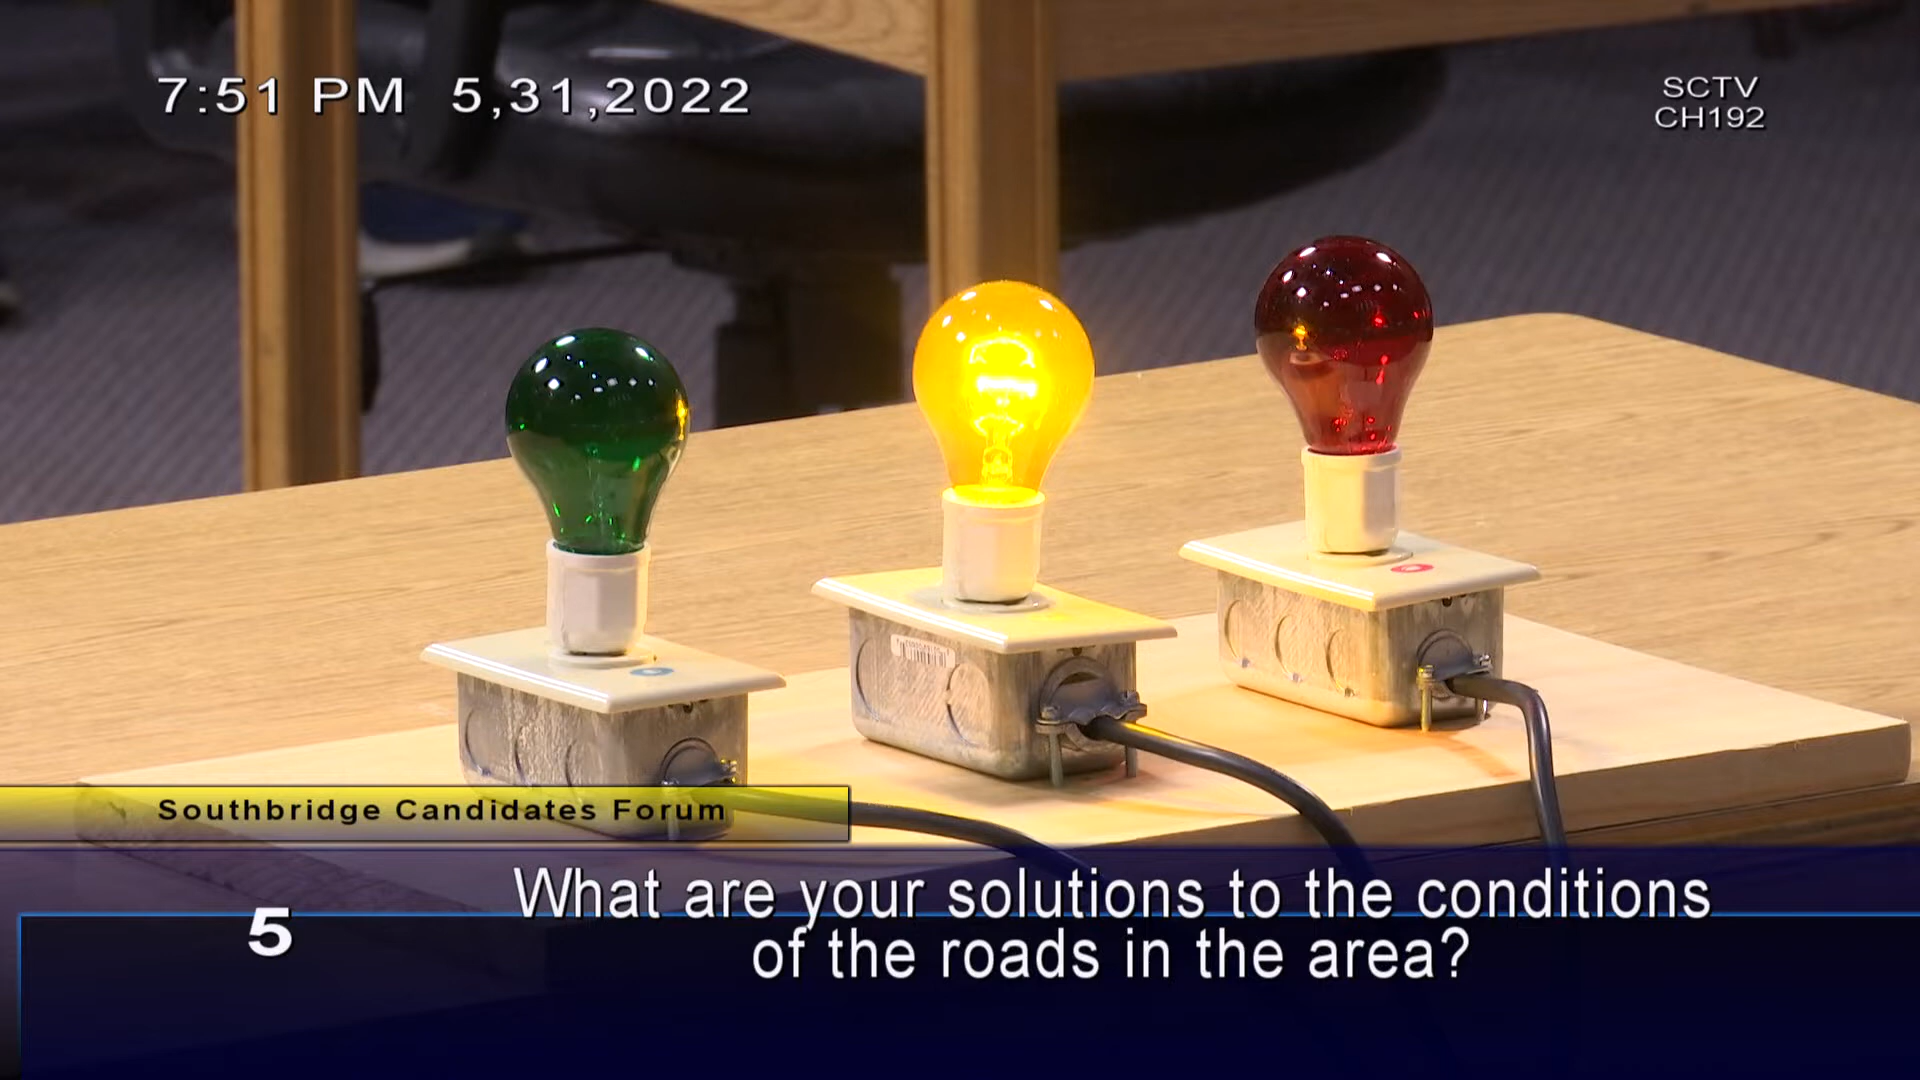 7:51 PM 5,31,2022
SCTV
CH192
Southbridge Candidates Forum
5
What are your solutions to the conditions
of the roads in the area?